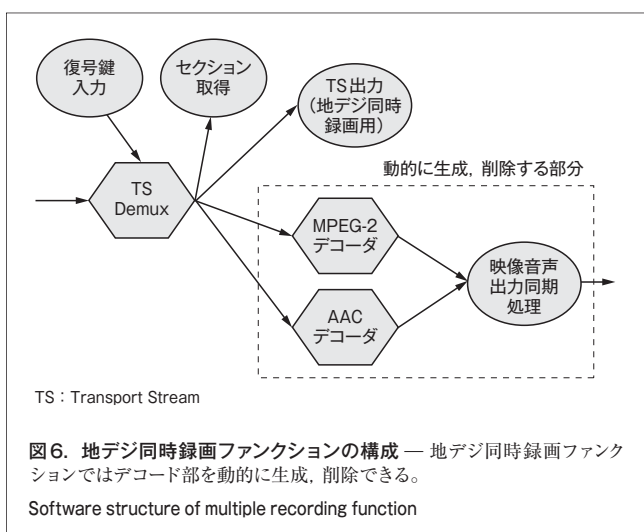 復号鍵
入力
セクション
取得
TS出力
(地デジ同時
録画用)
動的に生成,削除する部分
TS
Demux
MPEG-2
デコーダ
映像音声
出力同期
処理
AAC
デコーダ
TS:Transport Stream
図6. 地デジ同時録画ファンクションの構成 — 地デジ同時録画ファンク
ションではデコード部を動的に生成,削除できる。
Software structure of multiple recording function